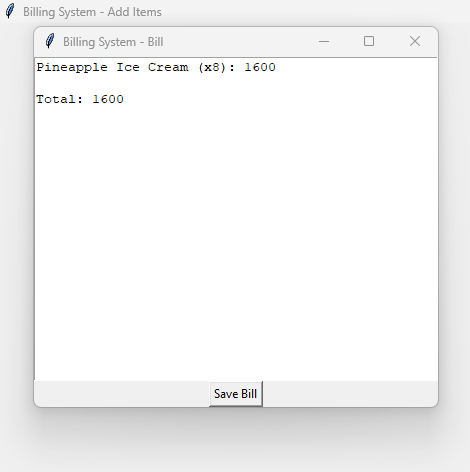 Billing System - Add Items
Billing System - Bill
Pineapple Ice Cream (x8): 1600
Total: 1600
Save Bill